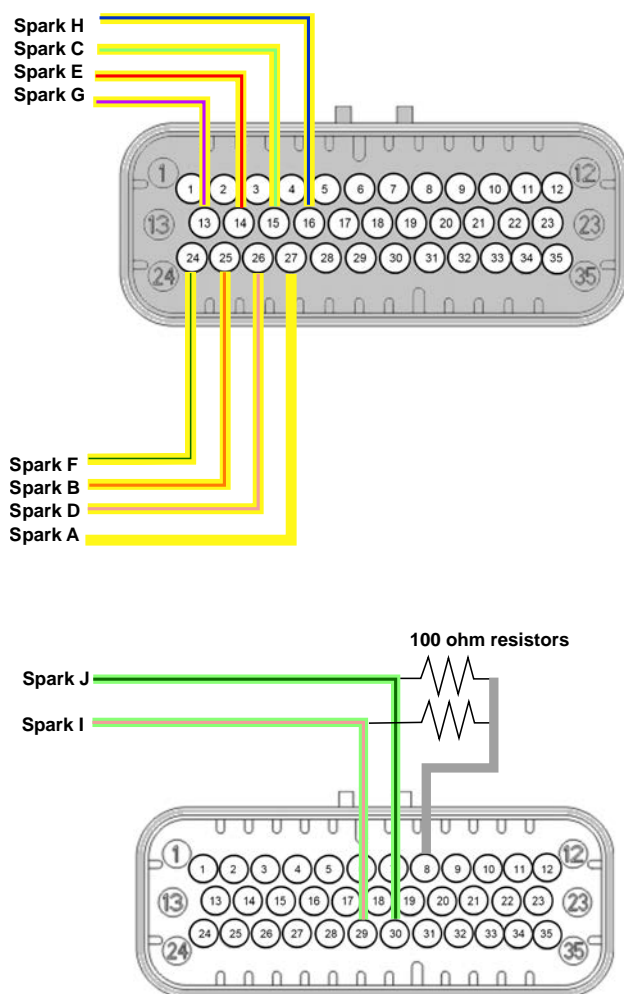 Spark H
Spark C
Spark E
Spark G
1 12
1 2 3 4 5 6 7 8 9 10 11 12
13 13 14 15 16 17 18 19 20 21 22 23 23
24 25 26 27 28 29 30 31 32 33 34 35
24 35
Spark F
Spark B
Spark D
Spark A
100 ohm resistors
Spark J
Spark I
1 12
1 2 3 4 5 8 9 10 11 12
13 13 14 15 16 17 18 19 20 21 22 23 23
24 25 26 27 28 29 30 31 32 33 34 35
24 35